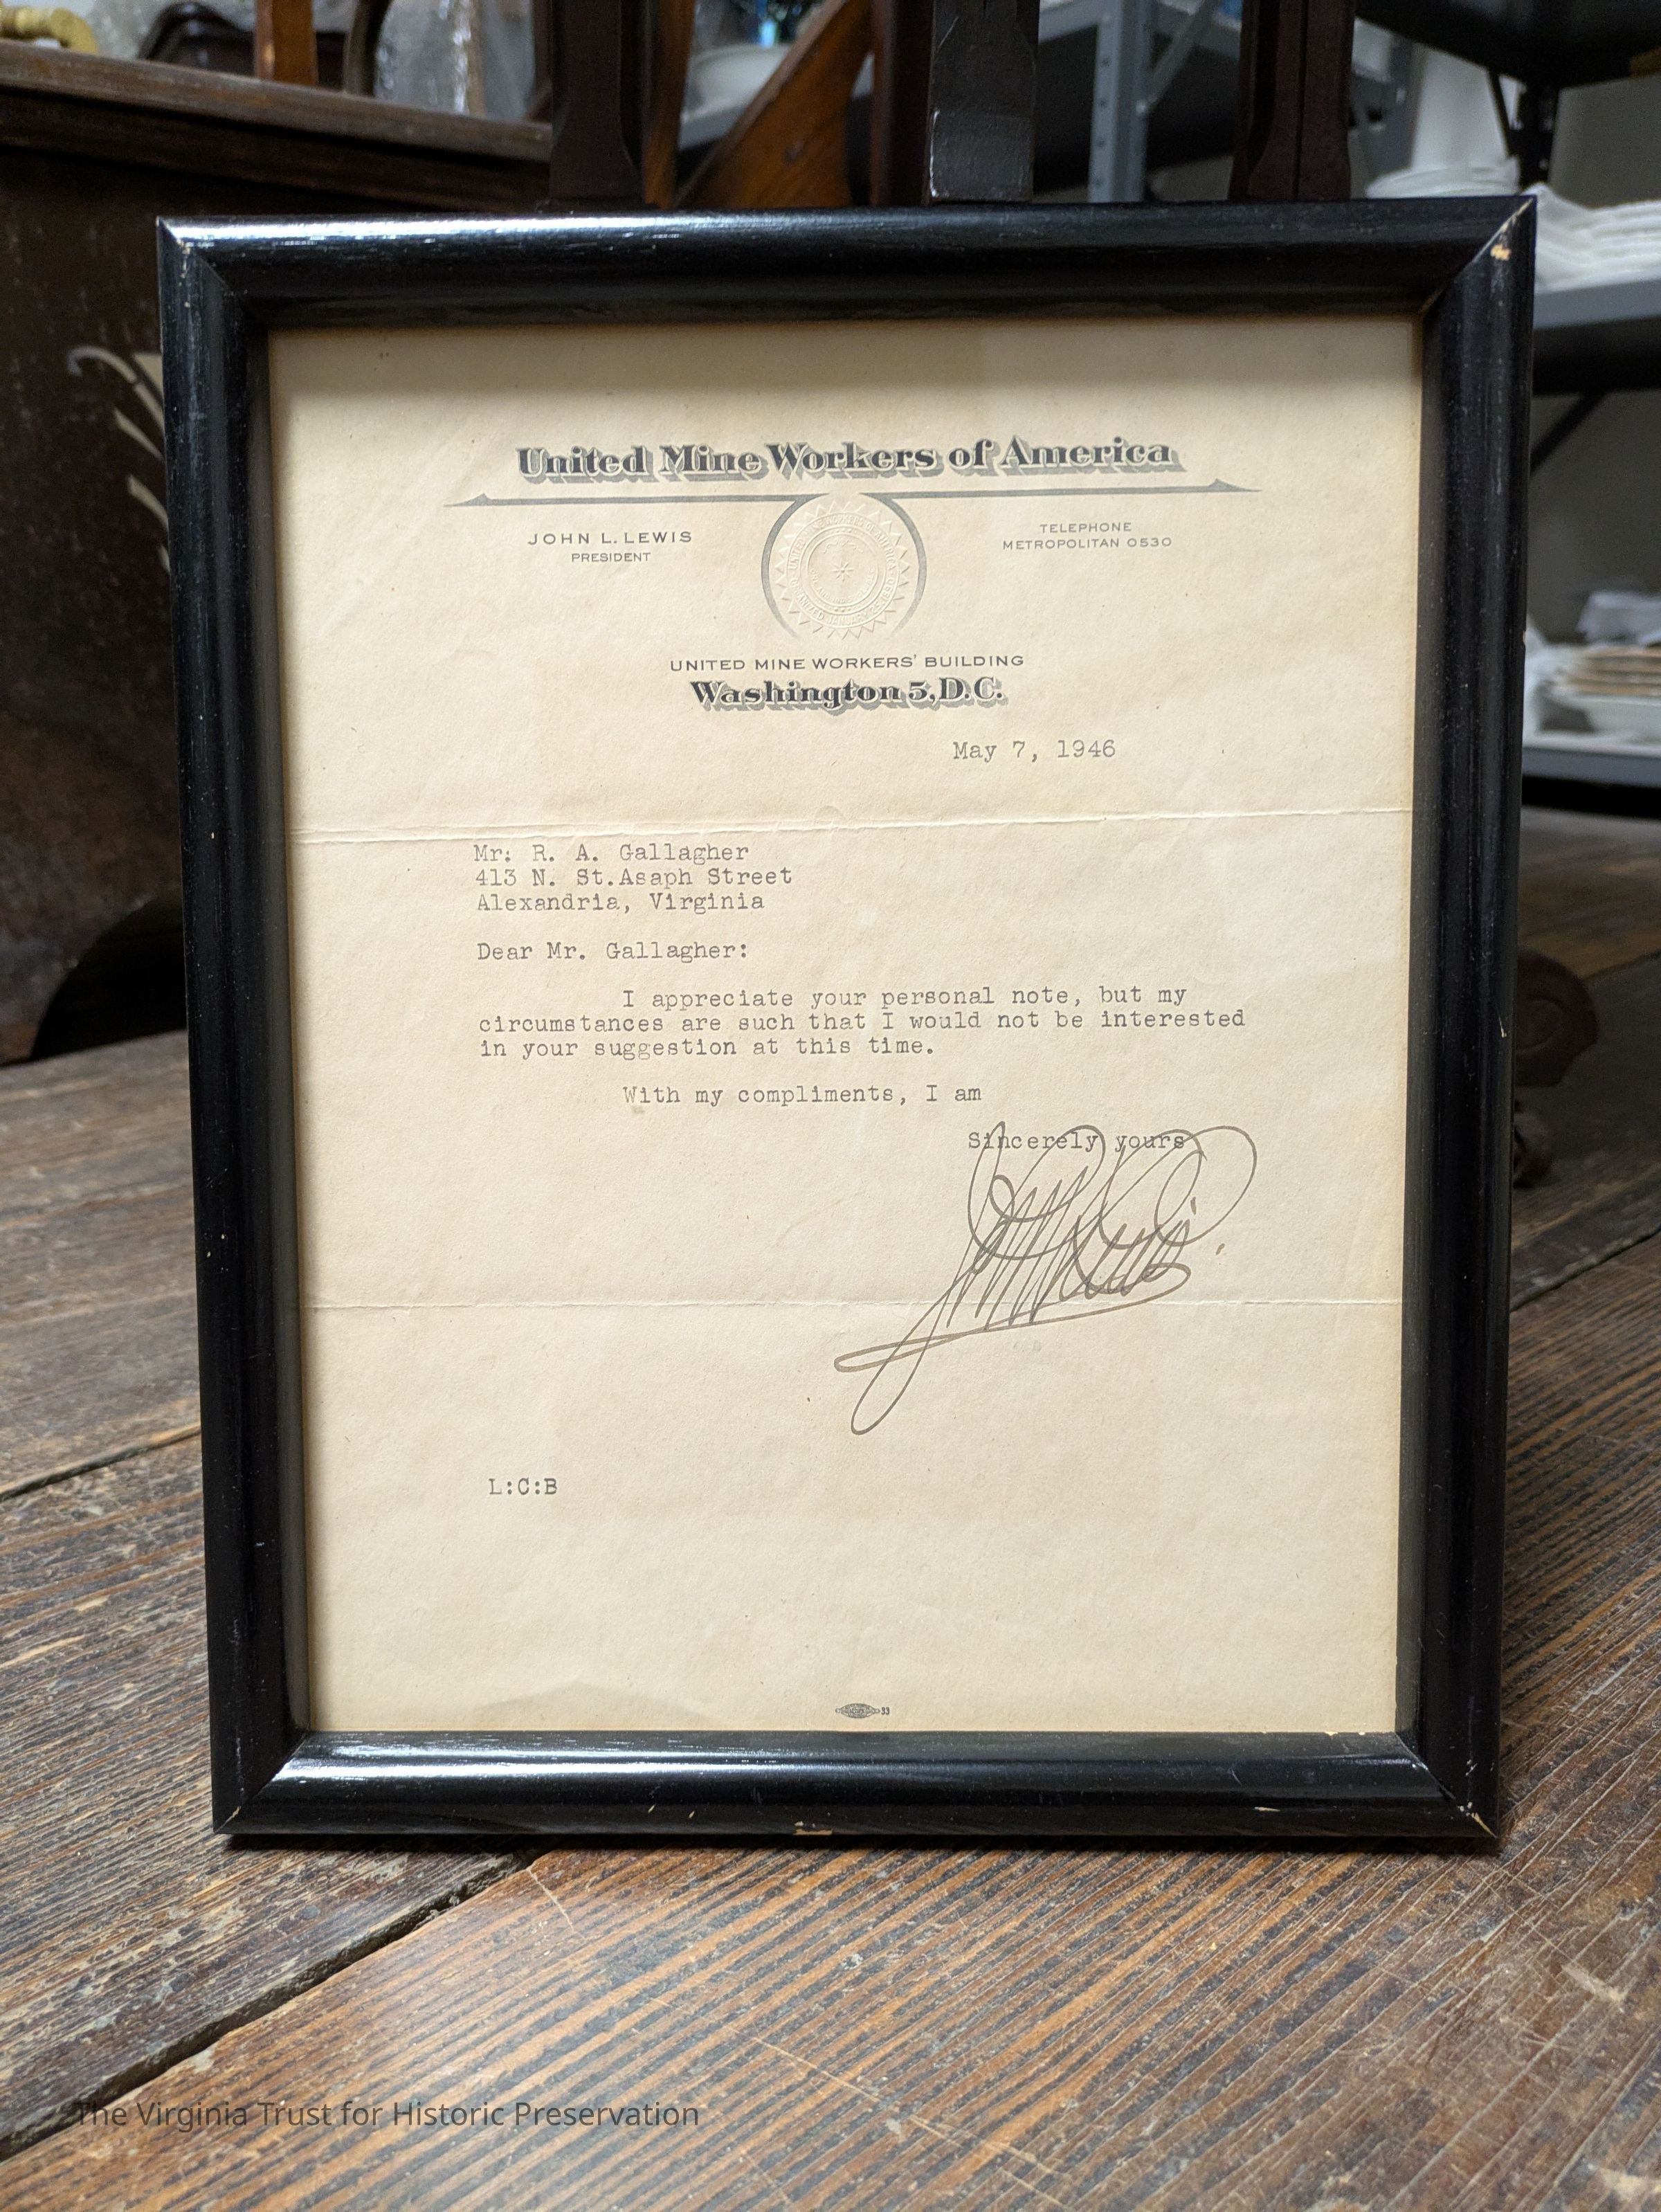 United Mine Workers of America
JOHN L. LEWIS
PRESIDENT
TELEPHONE
METROPOLITAN 0530
UNITED MINE WORKERS' BUILDING
Washington 5, D.C.
May 7, 1946
Mr: R. A. Gallagher
413 N. St.Asaph Street
Alexandria, Virginia
Dear Mr. Gallagher:
I appreciate your personal note, but my
circumstances are such that I would not be interested
in your suggestion at this time.
With my compliments, I am
Sincerely yours
John L. Lewis
L:C:B
33
The Virginia Trust for Historic Preservation